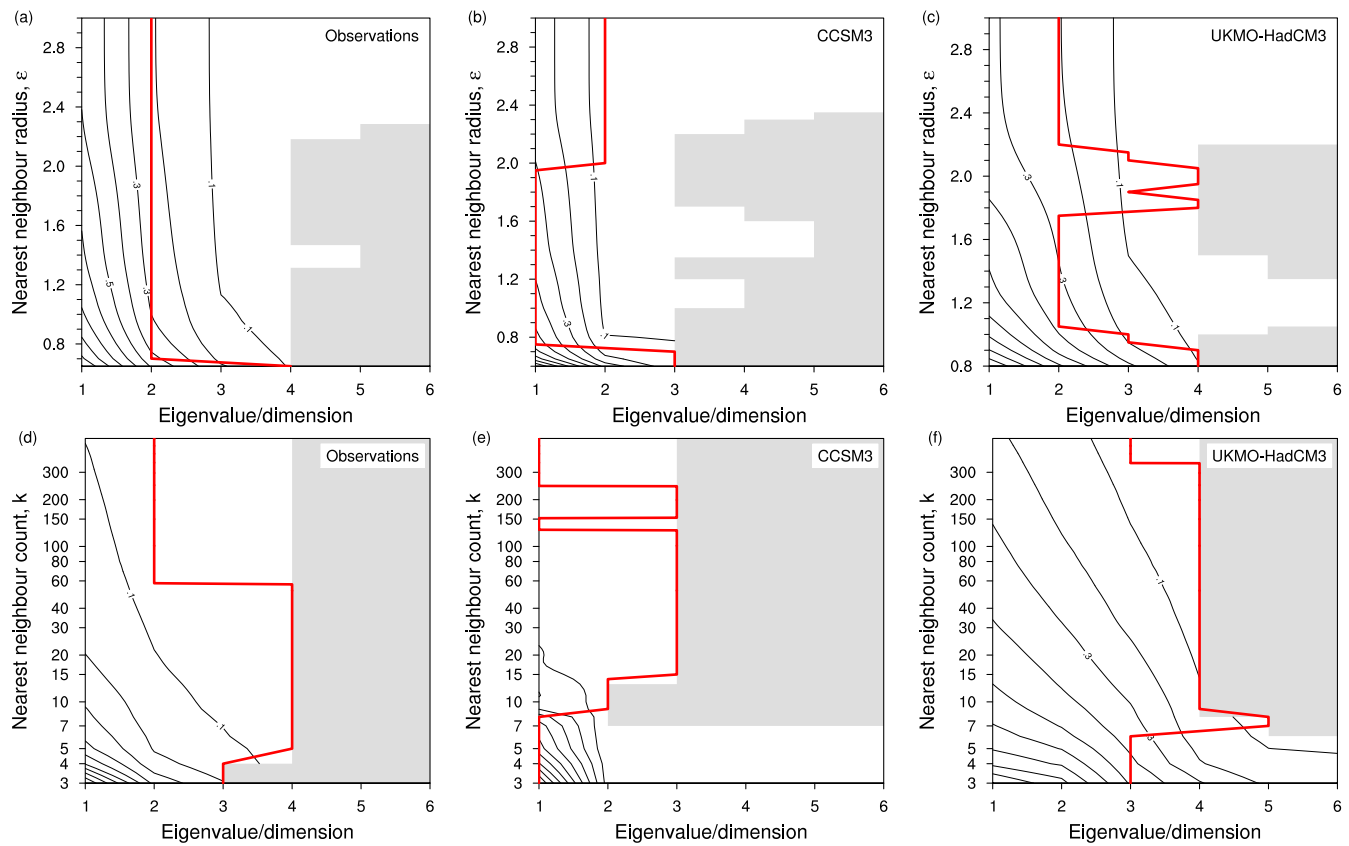 (a)
Observations
Nearest neighbour radius, ε
2.8
2.4
2.0
1.6
1.2
0.8
.5
.3
.3
.1
.1
1 2 3 4 5 6
Eigenvalue/dimension
(b)
CCSM3
Nearest neighbour radius, ε
2.8
2.4
2.0
1.6
1.2
0.8
.3
.1
.1
1 2 3 4 5 6
Eigenvalue/dimension
(c)
UKMO-HadCM3
Nearest neighbour radius, ε
2.8
2.4
2.0
1.6
1.2
0.8
.3
.3
.1
.1
1 2 3 4 5 6
Eigenvalue/dimension
(d)
Observations
Nearest neighbour count, k
300
200
150
100
80
60
40
30
20
15
10
7
5
4
3
.1
.1
1 2 3 4 5 6
Eigenvalue/dimension
(e)
CCSM3
Nearest neighbour count, k
300
200
150
100
80
60
40
30
20
15
10
7
5
4
3
1 2 3 4 5 6
Eigenvalue/dimension
(f)
UKMO-HadCM3
Nearest neighbour count, k
300
200
150
100
80
60
40
30
20
15
10
7
5
4
3
.1
.3
.3
1 2 3 4 5 6
Eigenvalue/dimension